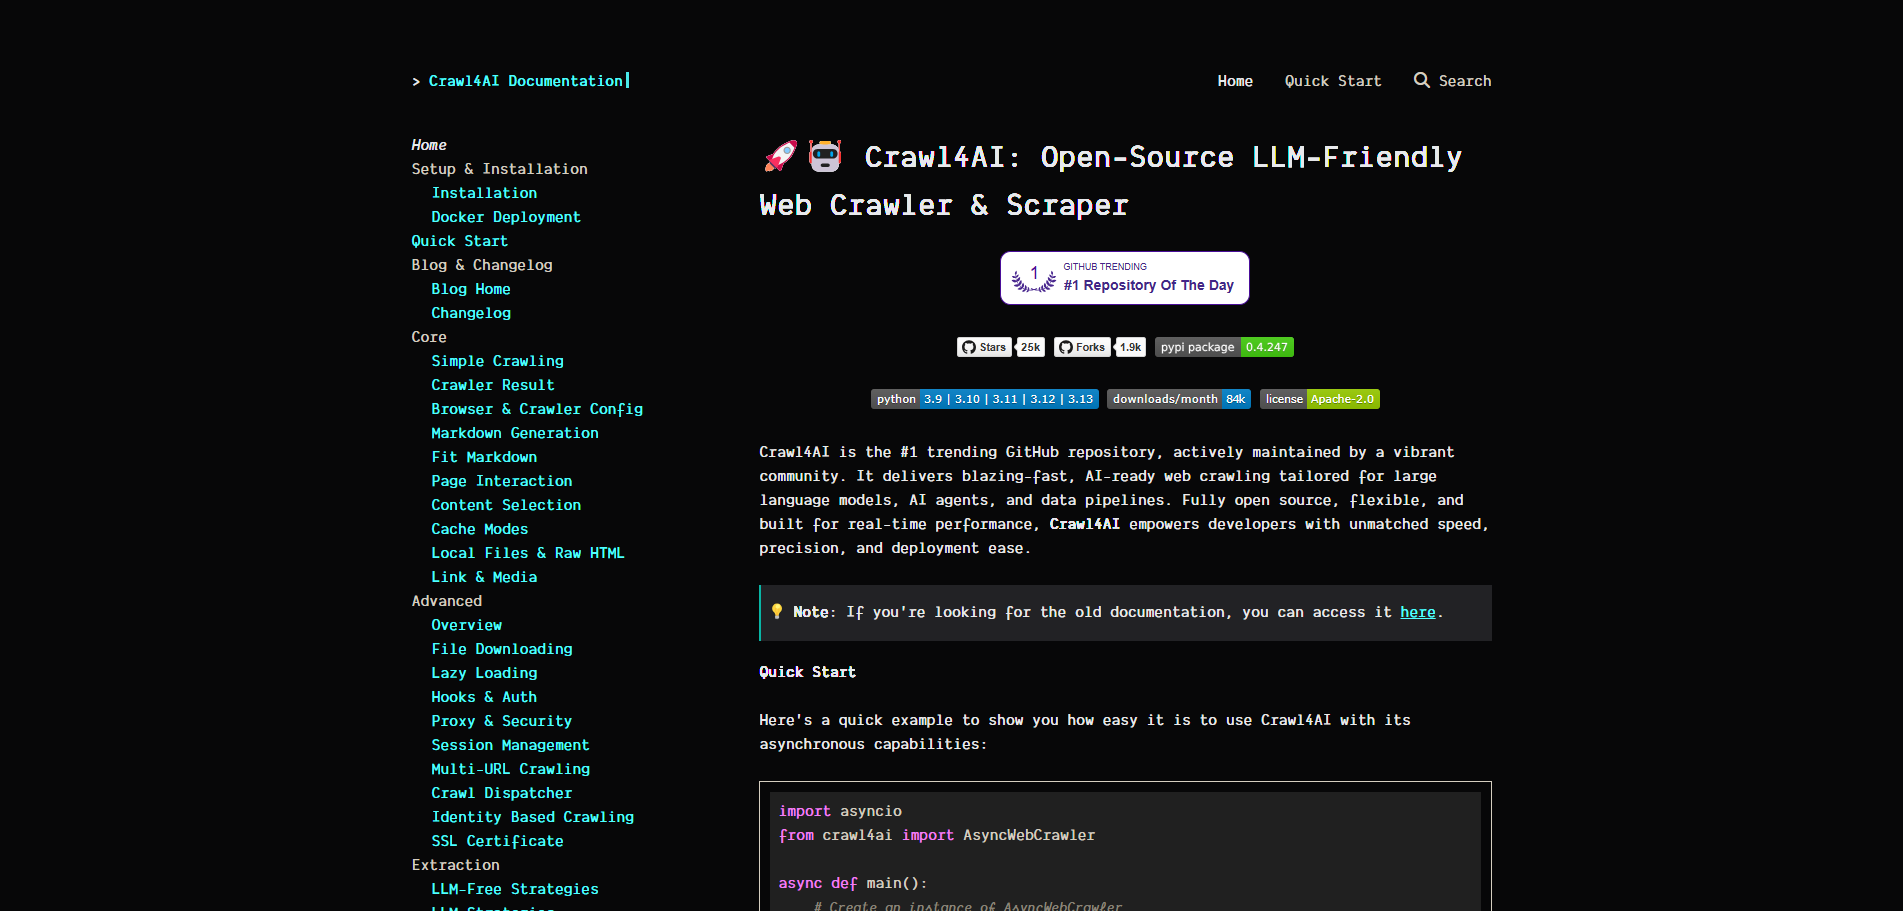 > Crawl4AI Documentation
Home
Quick Start
Search
Home
Setup & Installation
Installation
Docker Deployment
Quick Start
Blog & Changelog
Blog Home
Changelog
Core
Simple Crawling
Crawler Result
Browser & Crawler Config
Markdown Generation
Fit Markdown
Page Interaction
Content Selection
Cache Modes
Local Files & Raw HTML
Link & Media
Advanced
Overview
File Downloading
Lazy Loading
Hooks & Auth
Proxy & Security
Session Management
Multi-URL Crawling
Crawl Dispatcher
Identity Based Crawling
SSL Certificate
Extraction
LLM-Free Strategies
LLM Strategies
🚀🤖 Crawl4AI: Open-Source LLM-Friendly
Web Crawler & Scraper
1
GITHUB TRENDING
#1 Repository Of The Day
Stars 25k Forks 1.9k pypi package 0.4.247
python 3.9 | 3.10 | 3.11 | 3.12 | 3.13 downloads/month 84k license Apache-2.0
Crawl4AI is the #1 trending GitHub repository, actively maintained by a vibrant
community. It delivers blazing-fast, AI-ready web crawling tailored for large
language models, AI agents, and data pipelines. Fully open source, flexible, and
built for real-time performance, Crawl4AI empowers developers with unmatched speed,
precision, and deployment ease.
💡 Note: If you're looking for the old documentation, you can access it here.
Quick Start
Here's a quick example to show you how easy it is to use Crawl4AI with its
asynchronous capabilities:
import asyncio
from crawl4ai import AsyncWebCrawler
async def main():
# Create an instance of AsyncWebCrawler